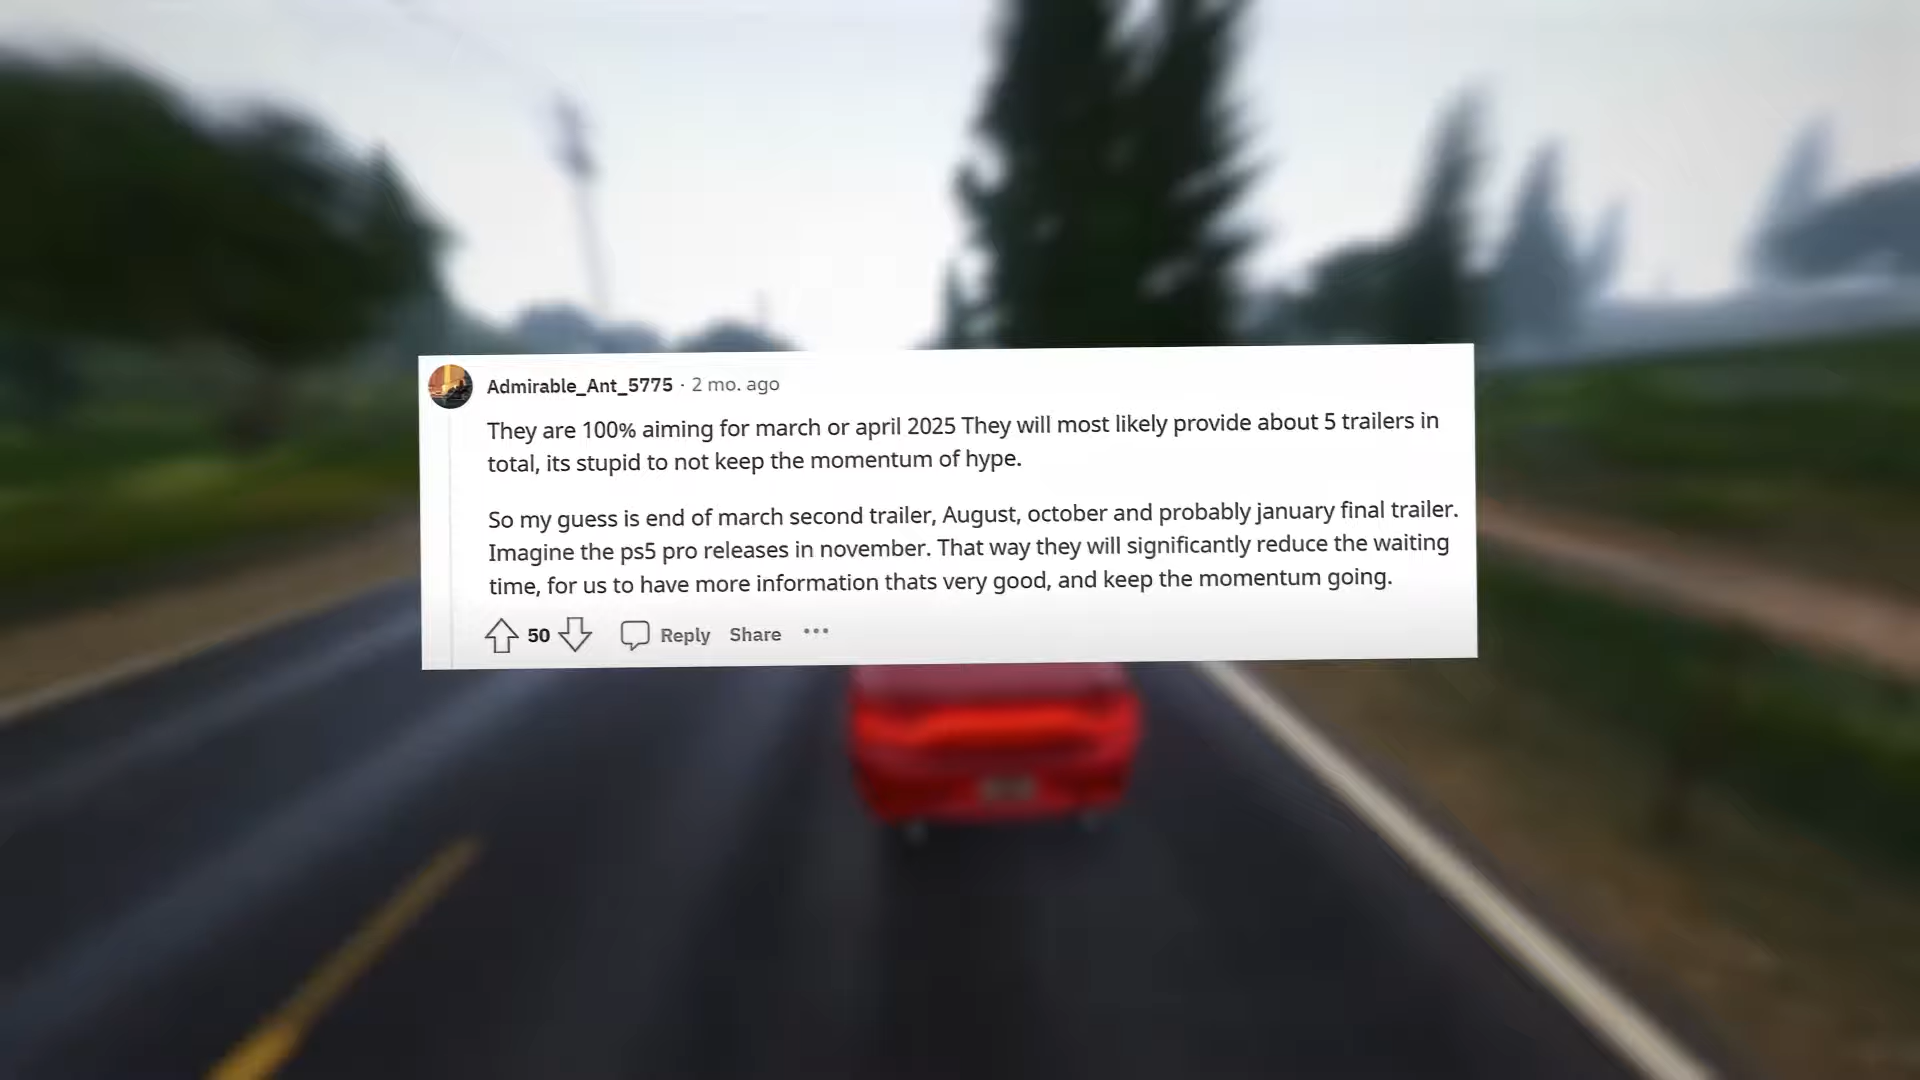 Admirable_Ant_5775 · 2 mo. ago
They are 100% aiming for march or april 2025 They will most likely provide about 5 trailers in
total, its stupid to not keep the momentum of hype.
So my guess is end of march second trailer, August, october and probably january final trailer.
Imagine the ps5 pro releases in november. That way they will significantly reduce the waiting
time, for us to have more information thats very good, and keep the momentum going.
50 Reply Share ...